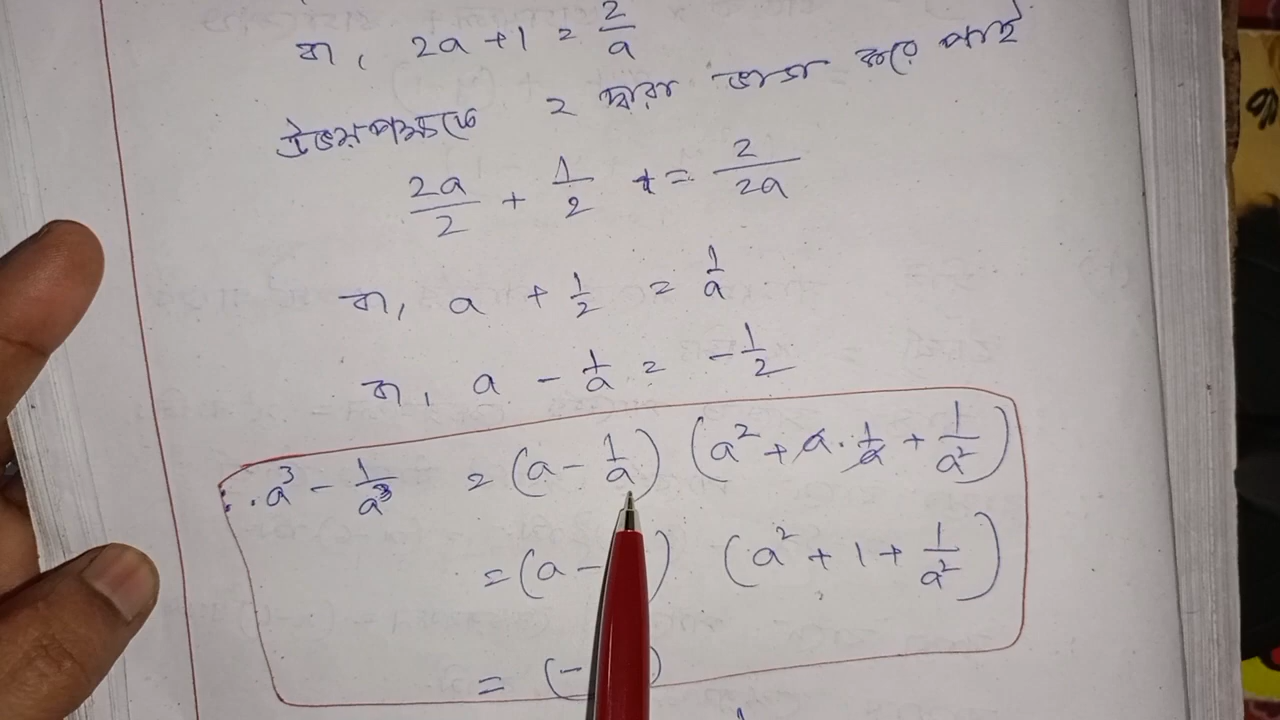 বা, 2a + 1 = 2/a
উভয়পক্ষকে 2 দ্বারা ভাগ করে পাই
2a/2 + 1/2 = 2/2a
বা, a + 1/2 = 1/a
বা, a - 1/a = -1/2
∴ a³ - 1/a³ = (a - 1/a) (a² + a · 1/a + 1/a²)
= (a - ) (a² + 1 + 1/a²)
= (- )